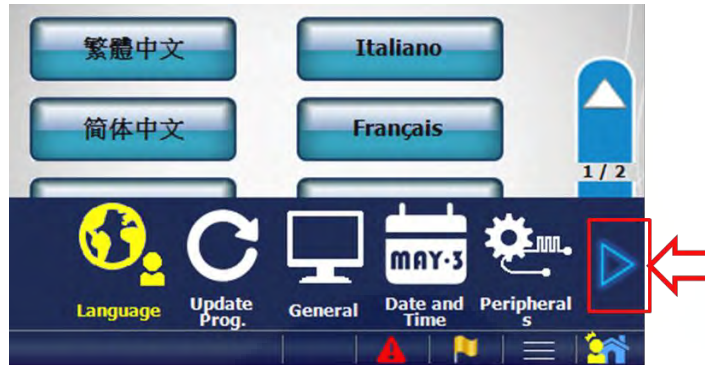 繁體中文
Italiano
简体中文
Français
1 / 2
MAY·3
Language
Update
Prog.
General
Date and
Time
Peripheral
s